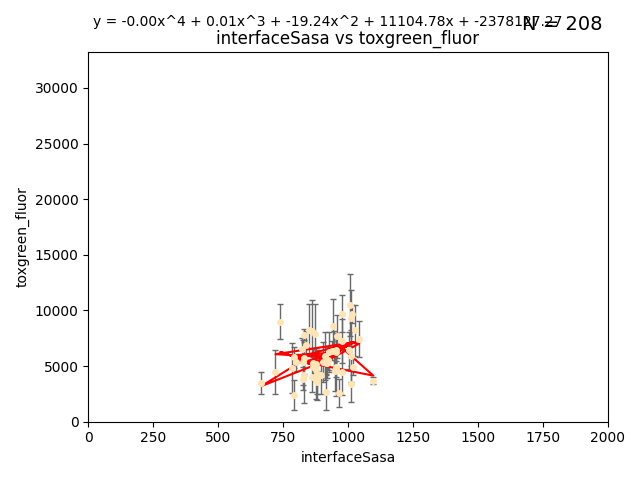 y = -0.00x^4 + 0.01x^3 + -19.24x^2 + 11104.78x + -2378127.27
N = 208
interfaceSasa vs toxgreen_fluor
30000
25000
20000
15000
10000
5000
0
toxgreen_fluor
0 250 500 750 1000 1250 1500 1750 2000
interfaceSasa